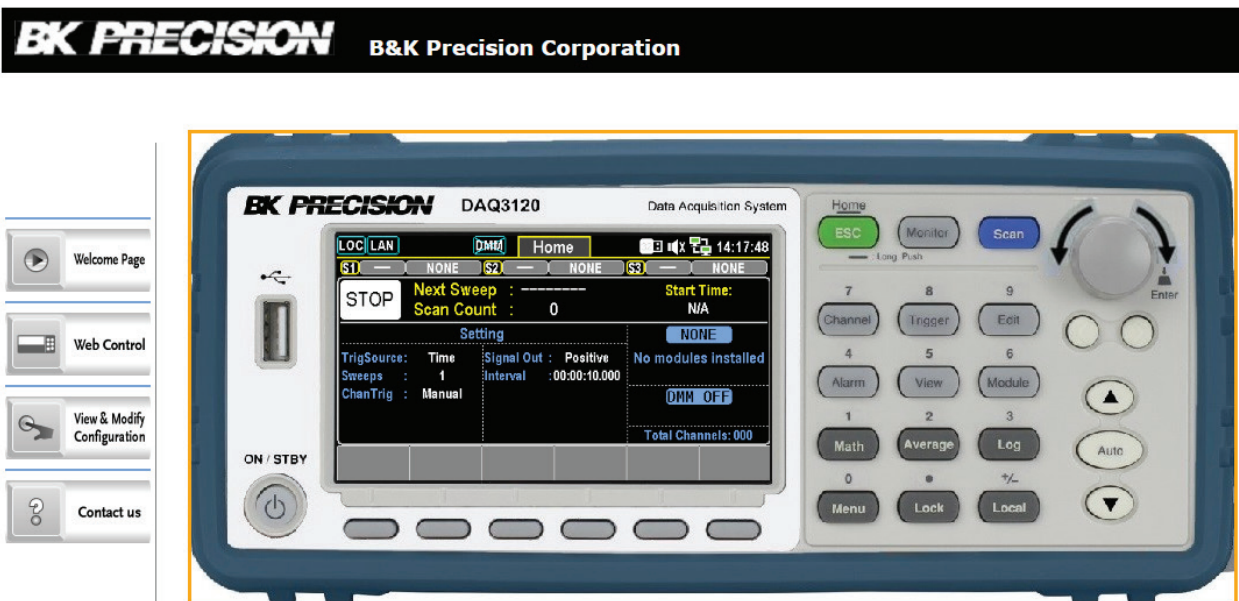 BK PRECISION B&K Precision Corporation
Welcome Page
Web Control
View & Modify
Configuration
Contact us
BK PRECISION DAQ3120 Data Acquisition System
LOC LAN DMM Home 14:17:48
S1 — NONE S2 — NONE S3 — NONE
STOP
Next Sweep : --------
Scan Count : 0
Start Time:
N/A
Setting
TrigSource: Time Signal Out : Positive
Sweeps : 1 Interval :00:00:10.000
ChanTrig : Manual
NONE
No modules installed
DMM OFF
Total Channels: 000
ON / STBY
Home
ESC Monitor Scan
: Long Push
Enter
7 8 9
Channel Trigger Edit
4 5 6
Alarm View Module
1 2 3
Math Average Log
0 • +/-
Menu Lock Local
Auto